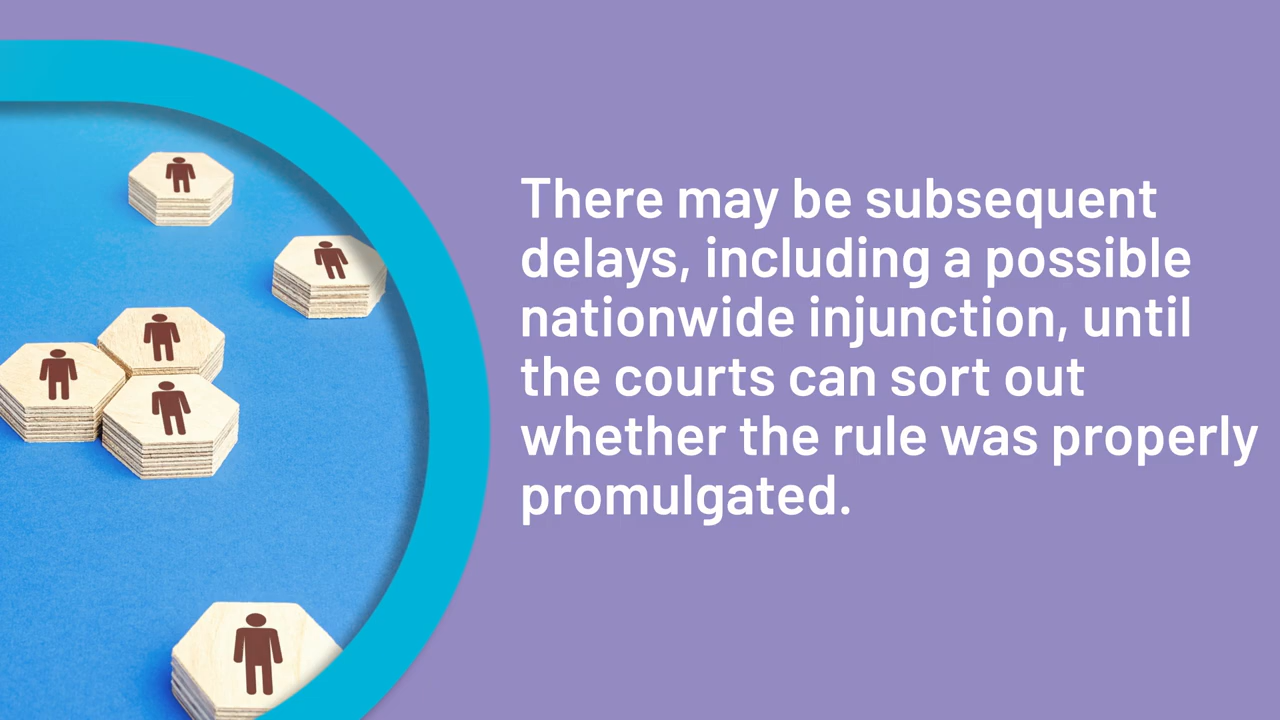 There may be subsequent
delays, including a possible
nationwide injunction, until
the courts can sort out
whether the rule was properly
promulgated.